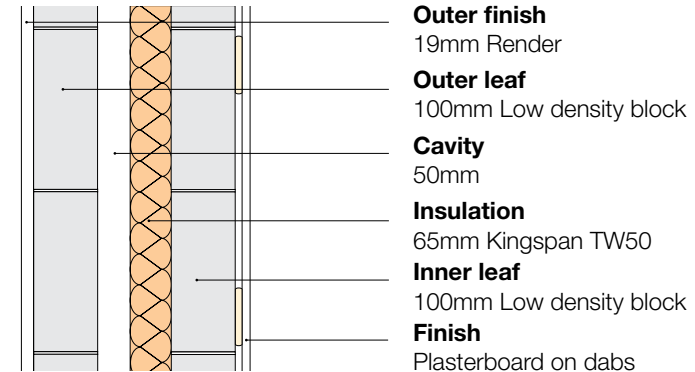 Outer finish
19mm Render
Outer leaf
100mm Low density block
Cavity
50mm
Insulation
65mm Kingspan TW50
Inner leaf
100mm Low density block
Finish
Plasterboard on dabs